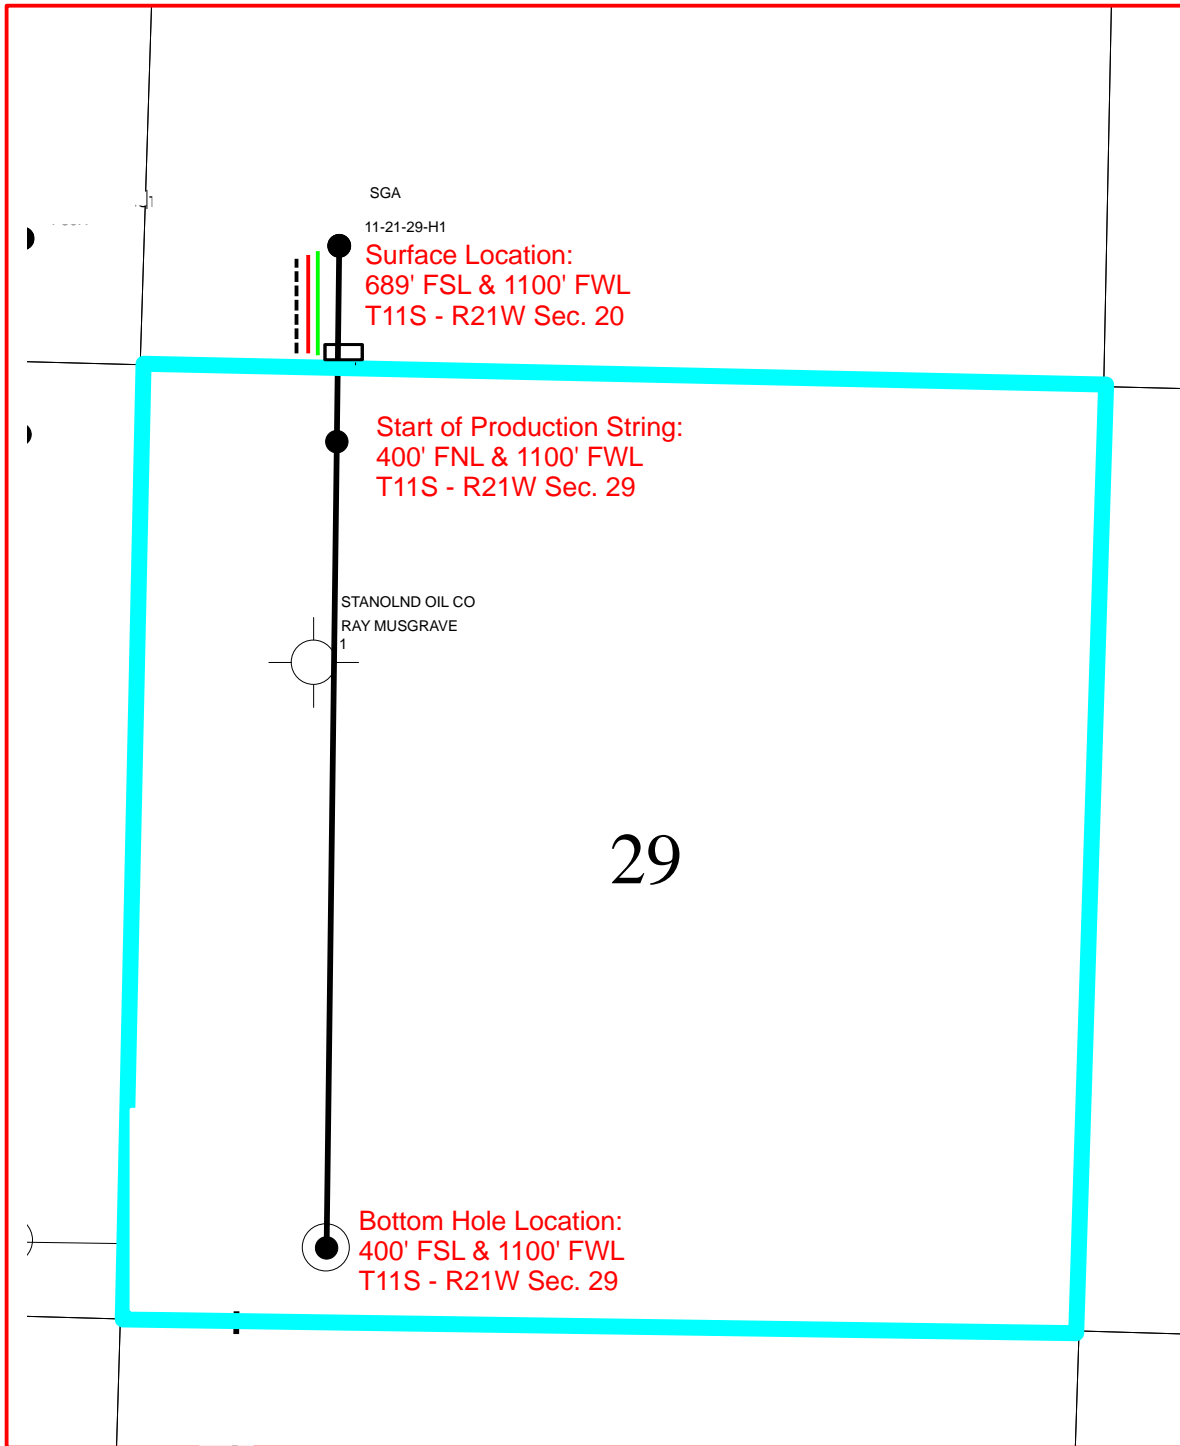 SGA
11-21-29-H1
Surface Location:
689' FSL & 1100' FWL
T11S - R21W Sec. 20
Start of Production String:
400' FNL & 1100' FWL
T11S - R21W Sec. 29
STANOLND OIL CO
RAY MUSGRAVE
1
29
Bottom Hole Location:
400' FSL & 1100' FWL
T11S - R21W Sec. 29